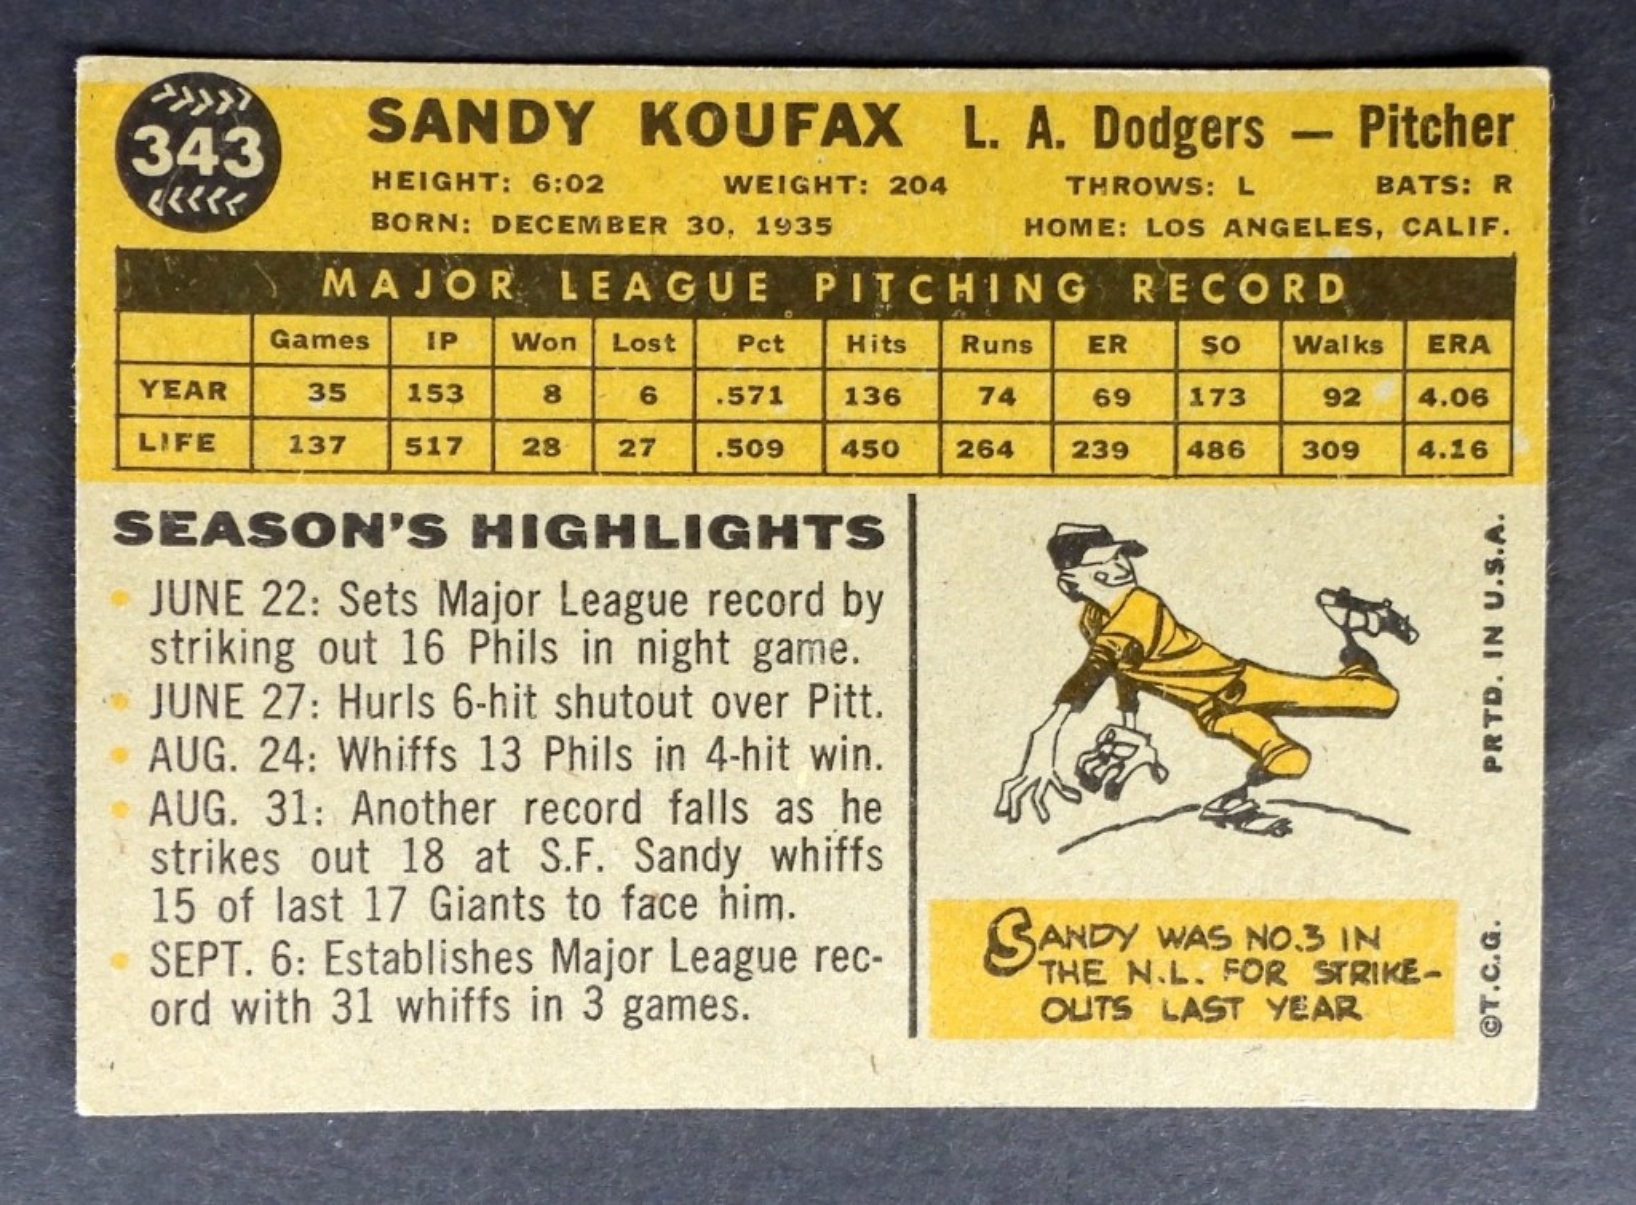 343
SANDY KOUFAX L. A. Dodgers — Pitcher
HEIGHT: 6:02 WEIGHT: 204 THROWS: L BATS: R
BORN: DECEMBER 30, 1935 HOME: LOS ANGELES, CALIF.
MAJOR LEAGUE PITCHING RECORD
Games IP Won Lost Pct Hits Runs ER SO Walks ERA
YEAR 35 153 8 6 .571 136 74 69 173 92 4.06
LIFE 137 517 28 27 .509 450 264 239 486 309 4.16
SEASON'S HIGHLIGHTS
• JUNE 22: Sets Major League record by
striking out 16 Phils in night game.
• JUNE 27: Hurls 6-hit shutout over Pitt.
• AUG. 24: Whiffs 13 Phils in 4-hit win.
• AUG. 31: Another record falls as he
strikes out 18 at S.F. Sandy whiffs
15 of last 17 Giants to face him.
• SEPT. 6: Establishes Major League rec-
ord with 31 whiffs in 3 games.
SANDY WAS NO.3 IN
THE N.L. FOR STRIKE-
OUTS LAST YEAR
©T.C.G. PRTD. IN U.S.A.